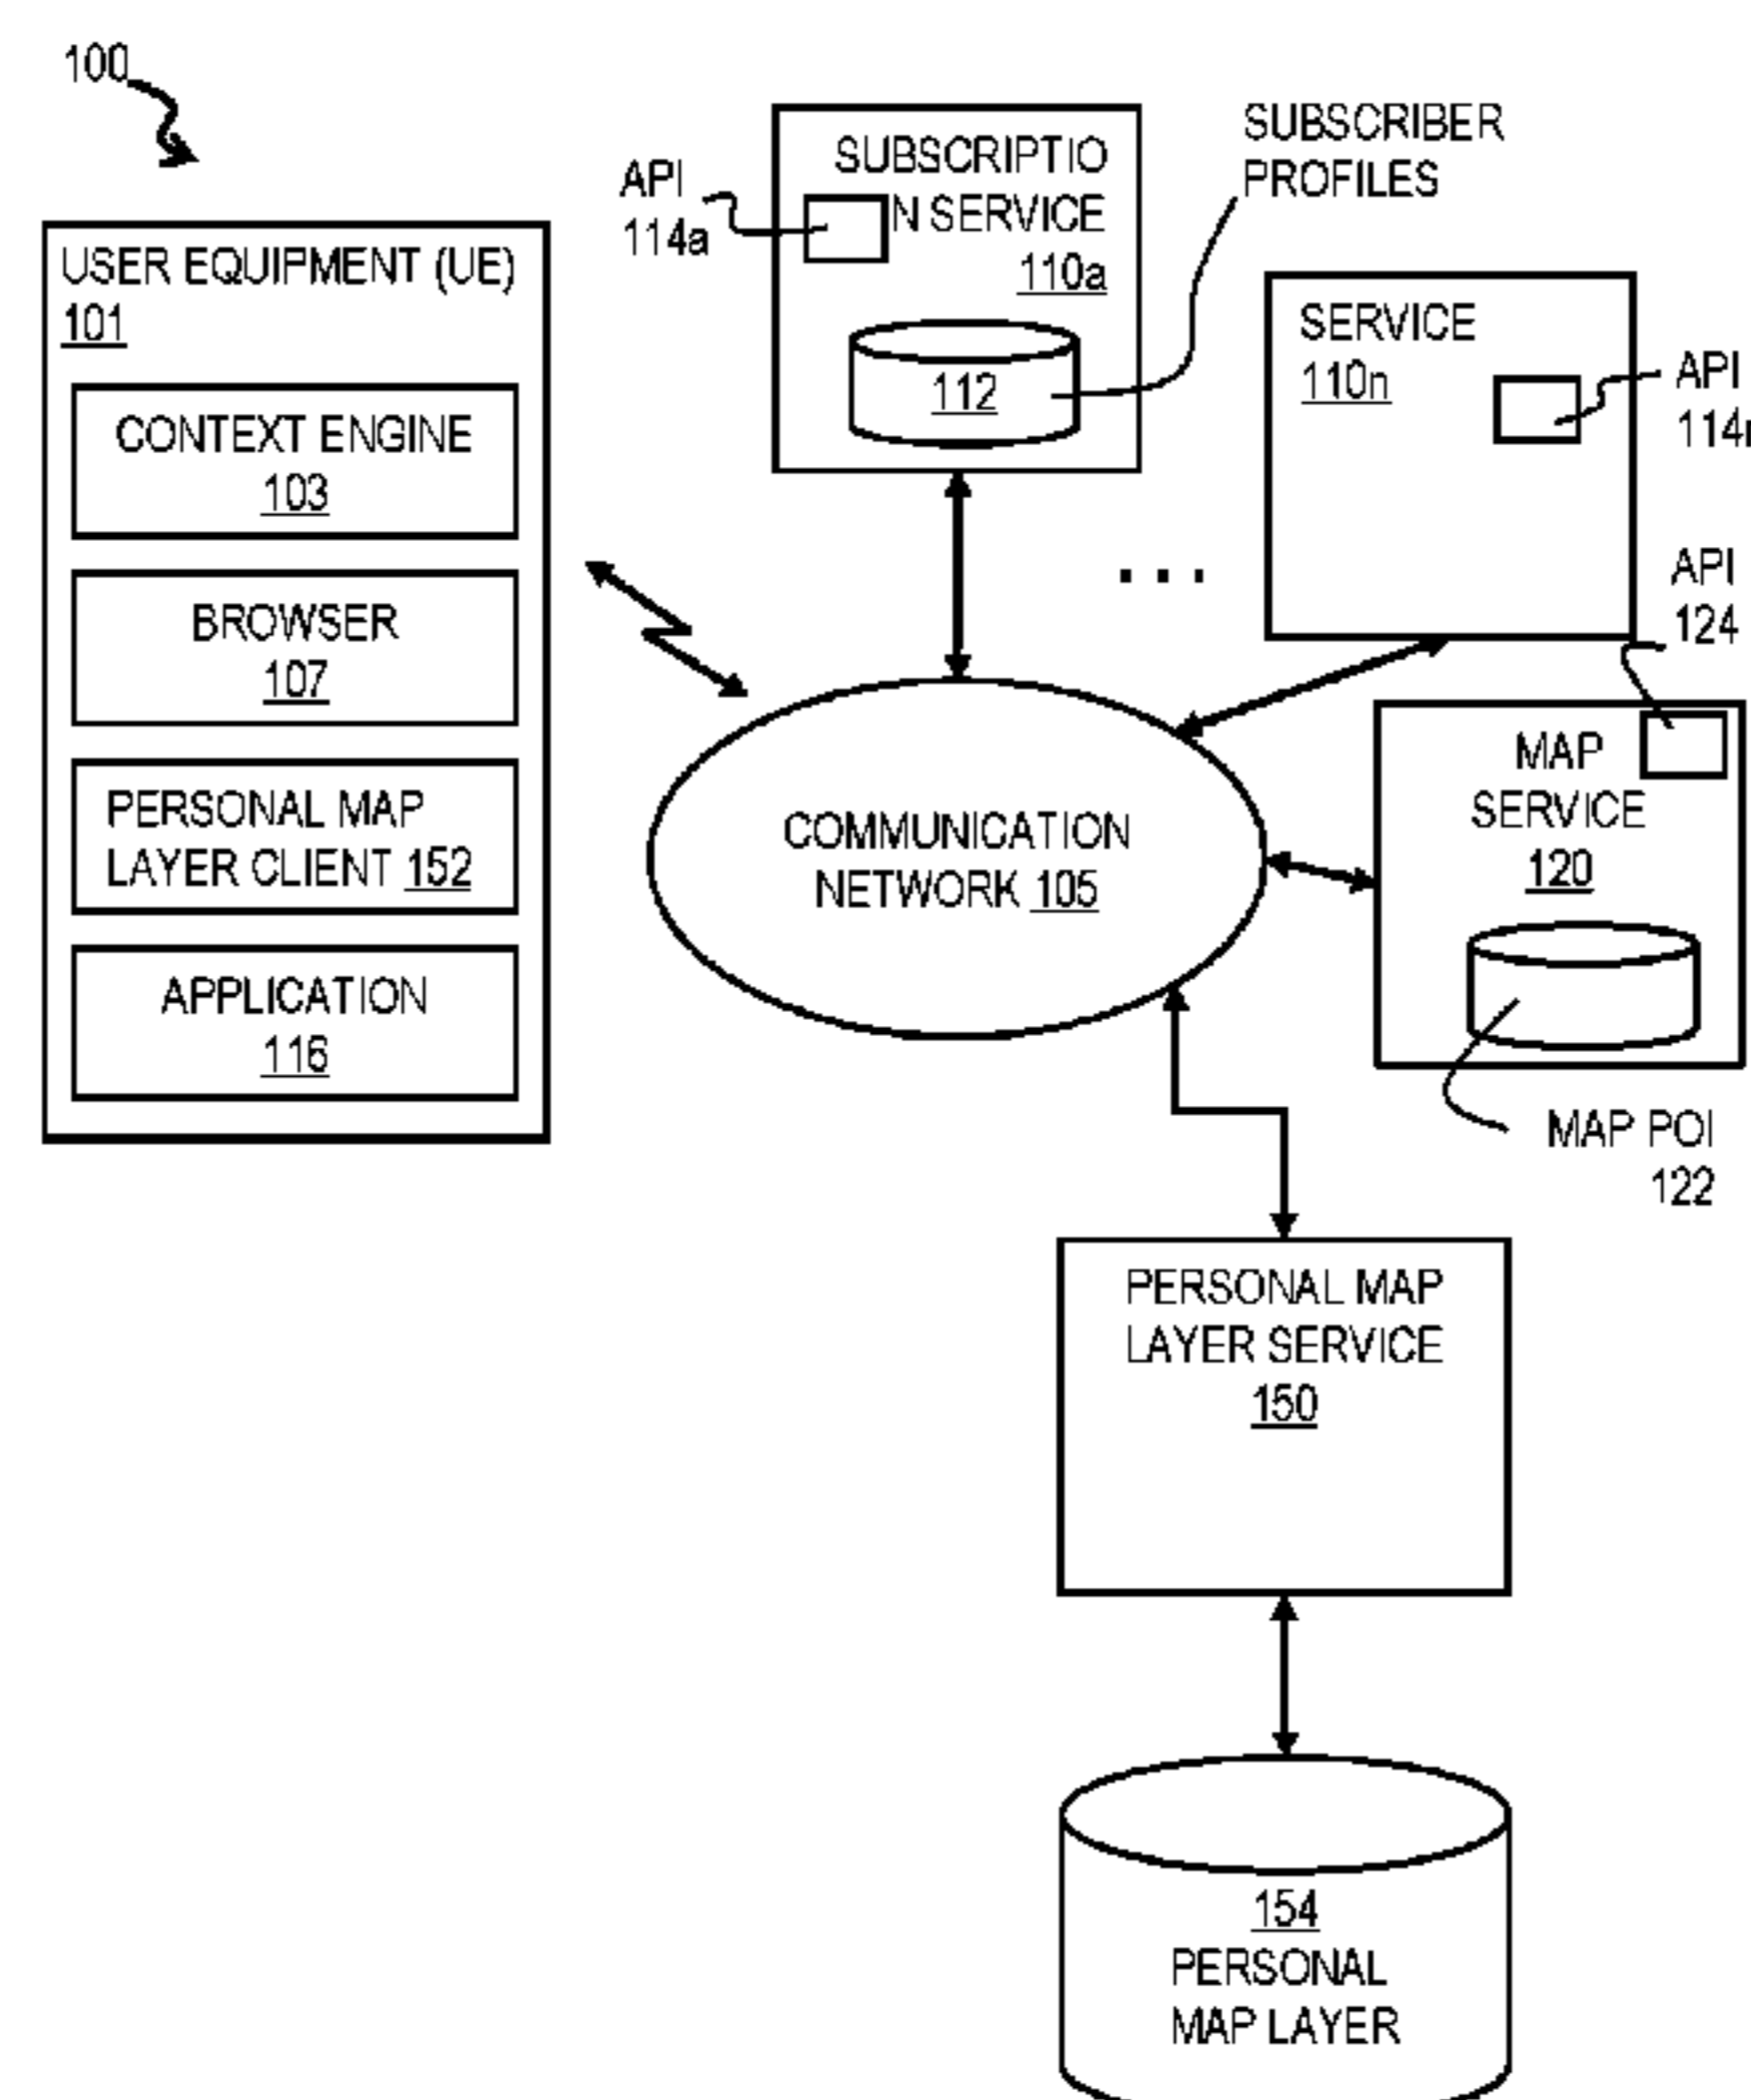 100
USER EQUIPMENT (UE)
101
CONTEXT ENGINE
103
BROWSER
107
PERSONAL MAP
LAYER CLIENT 152
APPLICATION
116
API
114a
SUBSCRIPTIO
N SERVICE
110a
112
SUBSCRIBER
PROFILES
SERVICE
110n
API
114n
API
124
COMMUNICATION
NETWORK 105
MAP
SERVICE
120
MAP POI
122
PERSONAL MAP
LAYER SERVICE
150
154
PERSONAL
MAP LAYER